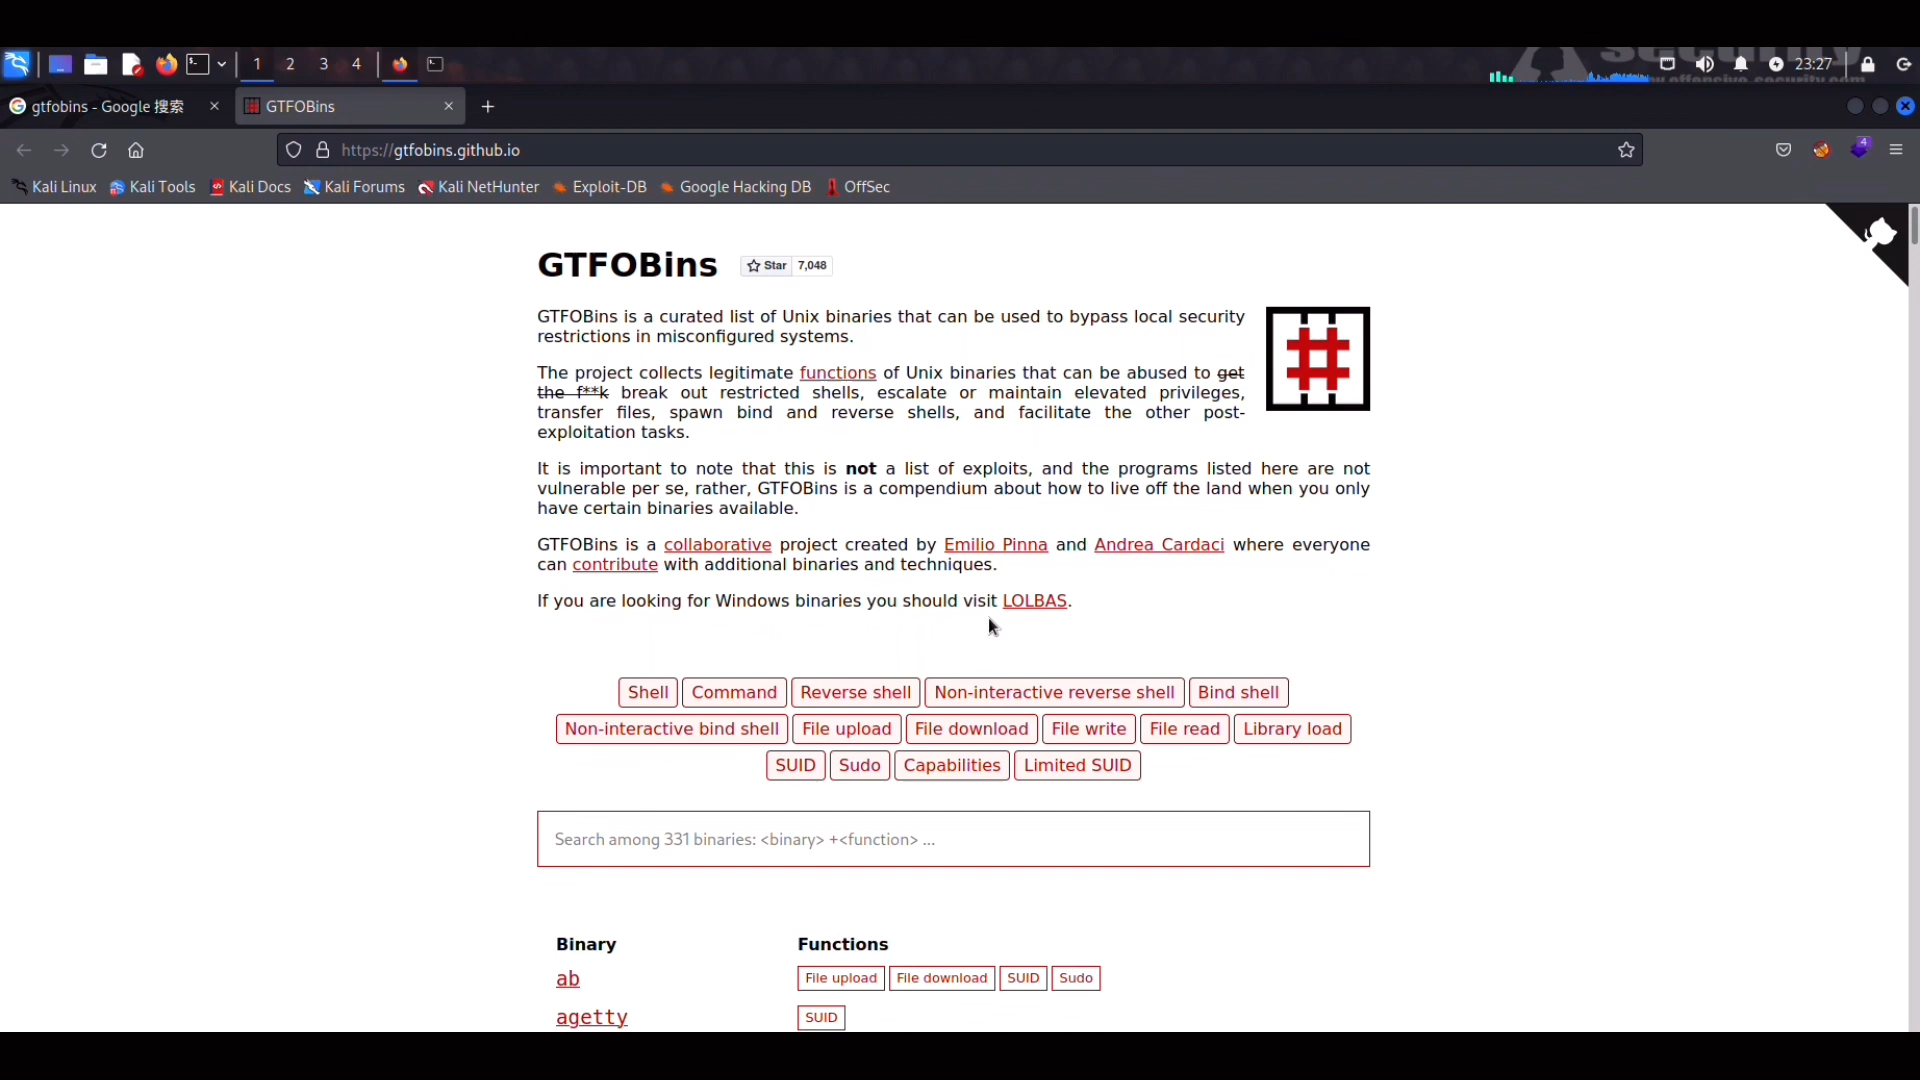 1 2 3 4 23:27
gtfobins - Google 搜索 GTFOBins
https://gtfobins.github.io 4
Kali Linux Kali Tools Kali Docs Kali Forums Kali NetHunter Exploit-DB Google Hacking DB OffSec
GTFOBins Star 7,048
GTFOBins is a curated list of Unix binaries that can be used to bypass local security
restrictions in misconfigured systems.
The project collects legitimate functions of Unix binaries that can be abused to get
the f**k break out restricted shells, escalate or maintain elevated privileges,
transfer files, spawn bind and reverse shells, and facilitate the other post-
exploitation tasks.
It is important to note that this is not a list of exploits, and the programs listed here are not
vulnerable per se, rather, GTFOBins is a compendium about how to live off the land when you only
have certain binaries available.
GTFOBins is a collaborative project created by Emilio Pinna and Andrea Cardaci where everyone
can contribute with additional binaries and techniques.
If you are looking for Windows binaries you should visit LOLBAS.
Shell Command Reverse shell Non-interactive reverse shell Bind shell
Non-interactive bind shell File upload File download File write File read Library load
SUID Sudo Capabilities Limited SUID
Search among 331 binaries: <binary> +<function> ...
Binary Functions
ab File upload File download SUID Sudo
agetty SUID